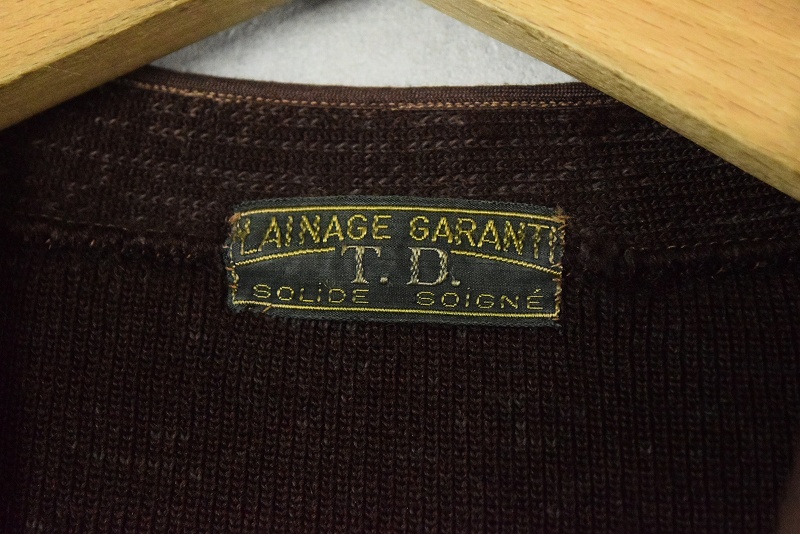 LAINAGE GARANTI
T. D.
SOLIDE SOIGNÉ